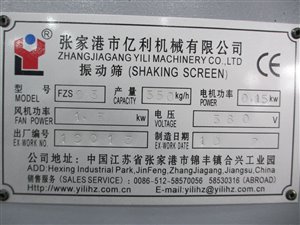 张家港市亿利机械有限公司
ZHANGJIAGANG YILI MACHINERY CO.,LTD
振动筛 (SHAKING SCREEN)
型号 MODEL FZS 产量 CAPACITY 350 kg/h 电机功率 MOTOR POWER 0.15 kw
风机功率 FAN POWER kw 电压 VOLTAGE 380 v
出厂编号 EX-WORK NO 制造日期 EX-WORK DATE
地址: 中国江苏省张家港市锦丰镇合兴工业园
ADD:Hexing Industrial Park,JinFeng,Zhangjiagang,Jiangsu,China
销售服务 (SALES SERVICE) : 0086-512-58570056 58530316 (ABROAD)
Http://www.yilihz.com E-mail:yilihz@yilihz.com